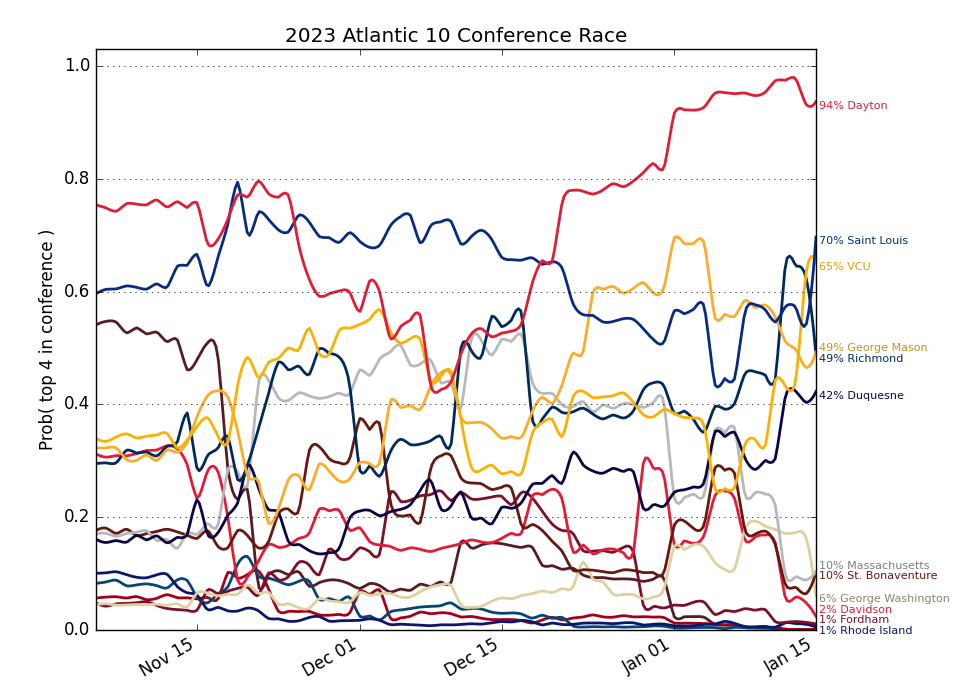 2023 Atlantic 10 Conference Race
Prob( top 4 in conference )
1.0
0.8
0.6
0.4
0.2
0.0
Nov 15
Dec 01
Dec 15
Jan 01
Jan 15
94% Dayton
70% Saint Louis
65% VCU
49% George Mason
49% Richmond
42% Duquesne
10% Massachusetts
10% St. Bonaventure
6% George Washington
2% Davidson
1% Fordham
1% Rhode Island